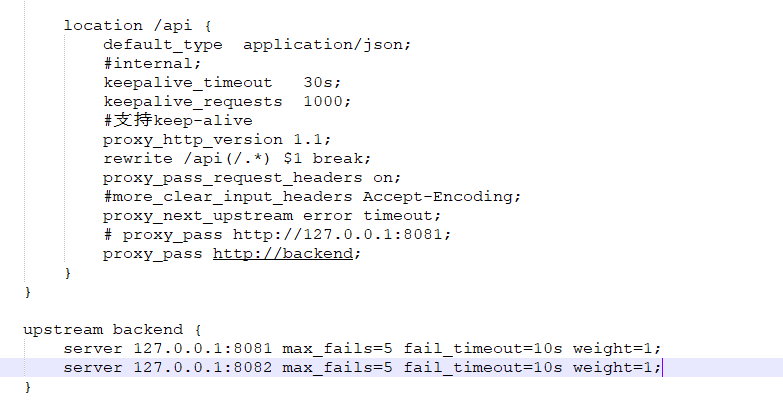 location /api {
default_type  application/json;
#internal;
keepalive_timeout   30s;
keepalive_requests  1000;
#支持keep-alive
proxy_http_version 1.1;
rewrite /api(/.*) $1 break;
proxy_pass_request_headers on;
#more_clear_input_headers Accept-Encoding;
proxy_next_upstream error timeout;
# proxy_pass http://127.0.0.1:8081;
proxy_pass http://backend;
}
}
upstream backend {
server 127.0.0.1:8081 max_fails=5 fail_timeout=10s weight=1;
server 127.0.0.1:8082 max_fails=5 fail_timeout=10s weight=1;
}